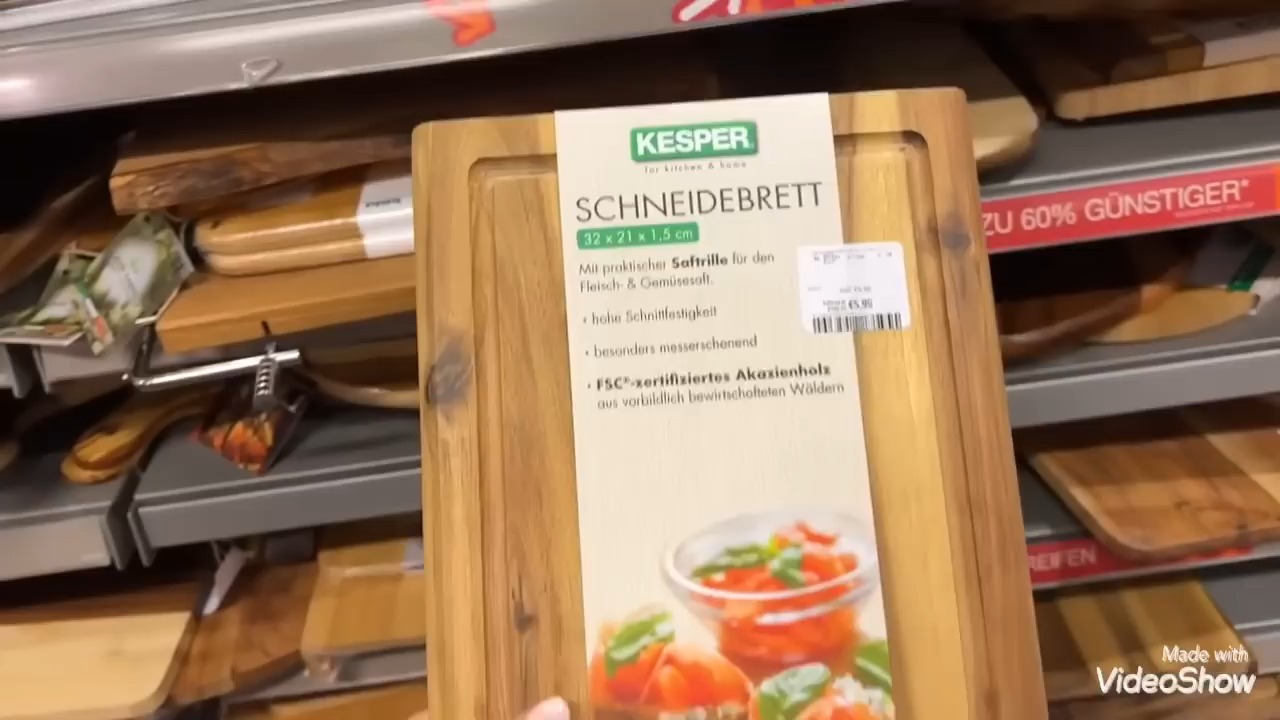 KESPER
for kitchen & home
SCHNEIDEBRETT
32 x 21 x 1,5 cm
Mit praktischer Saftrille für den
Fleisch- & Gemüsesaft.
• hohe Schnittfestigkeit
• besonders messerschonend
• FSC®-zertifiziertes Akazienholz
aus vorbildlich bewirtschafteten Wäldern
€5.99
ZU 60% GÜNSTIGER*
REIFEN
Made with
VideoShow